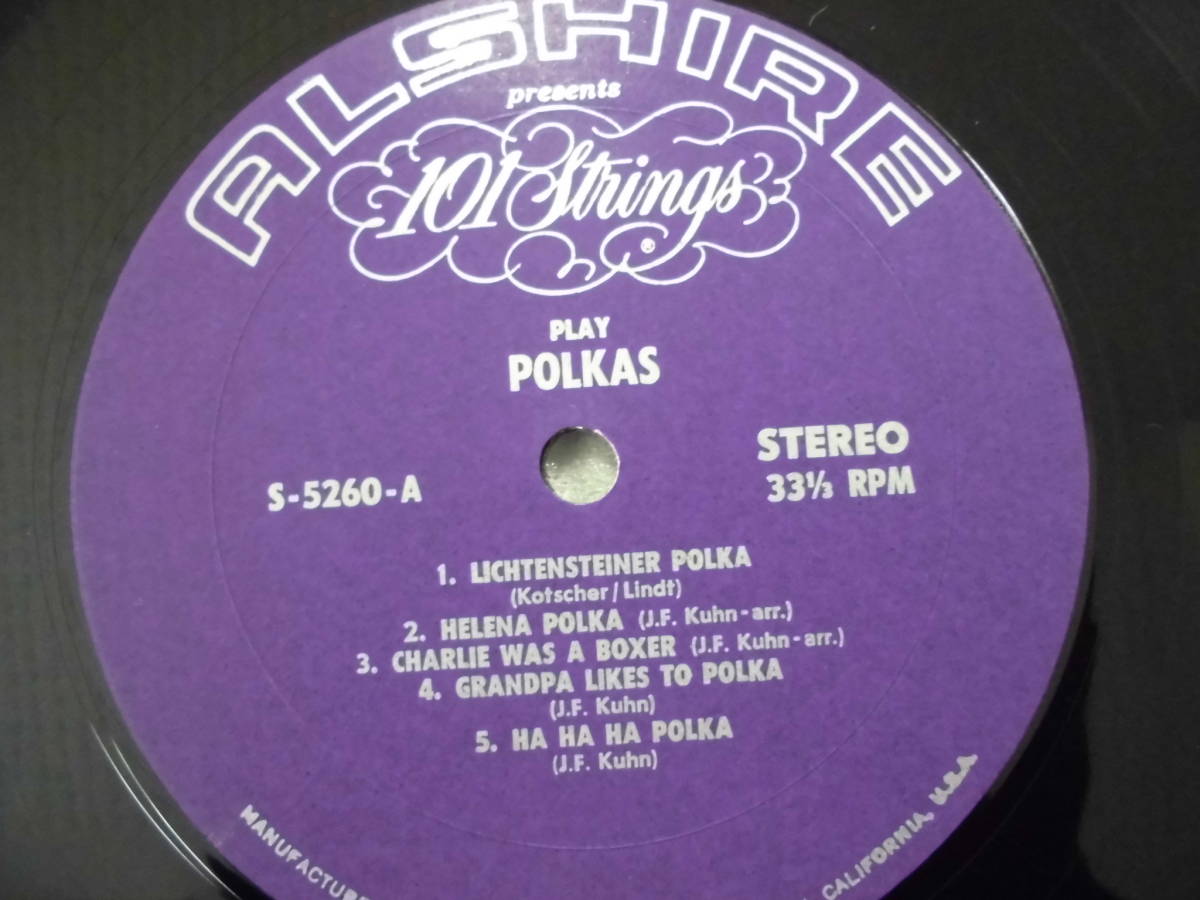 ALSHIRE
presents
101 Strings®
PLAY
POLKAS
STEREO
S-5260-A
33⅓ RPM
1. LICHTENSTEINER POLKA
(Kotscher/Lindt)
2. HELENA POLKA (J.F. Kuhn-arr.)
3. CHARLIE WAS A BOXER (J.F. Kuhn-arr.)
4. GRANDPA LIKES TO POLKA
(J.F. Kuhn)
5. HA HA HA POLKA
(J.F. Kuhn)
MANUFACTURE
CALIFORNIA, U.S.A.